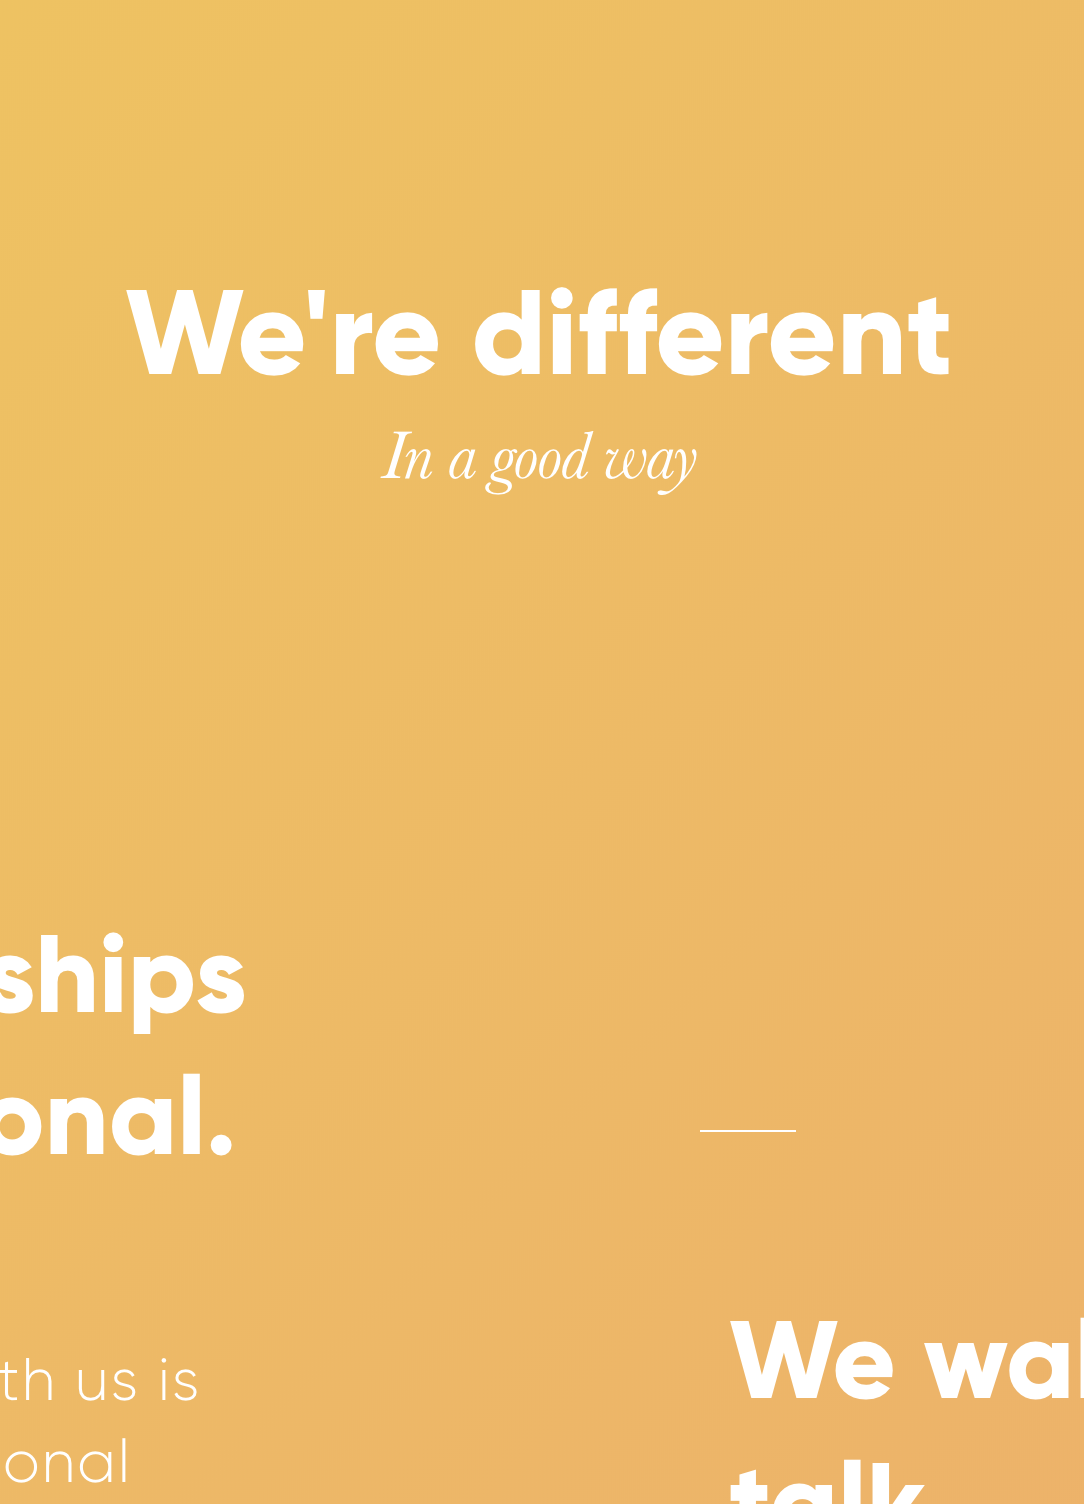 We're different
In a good way
ships
onal.
th us is
onal
We wal
talk